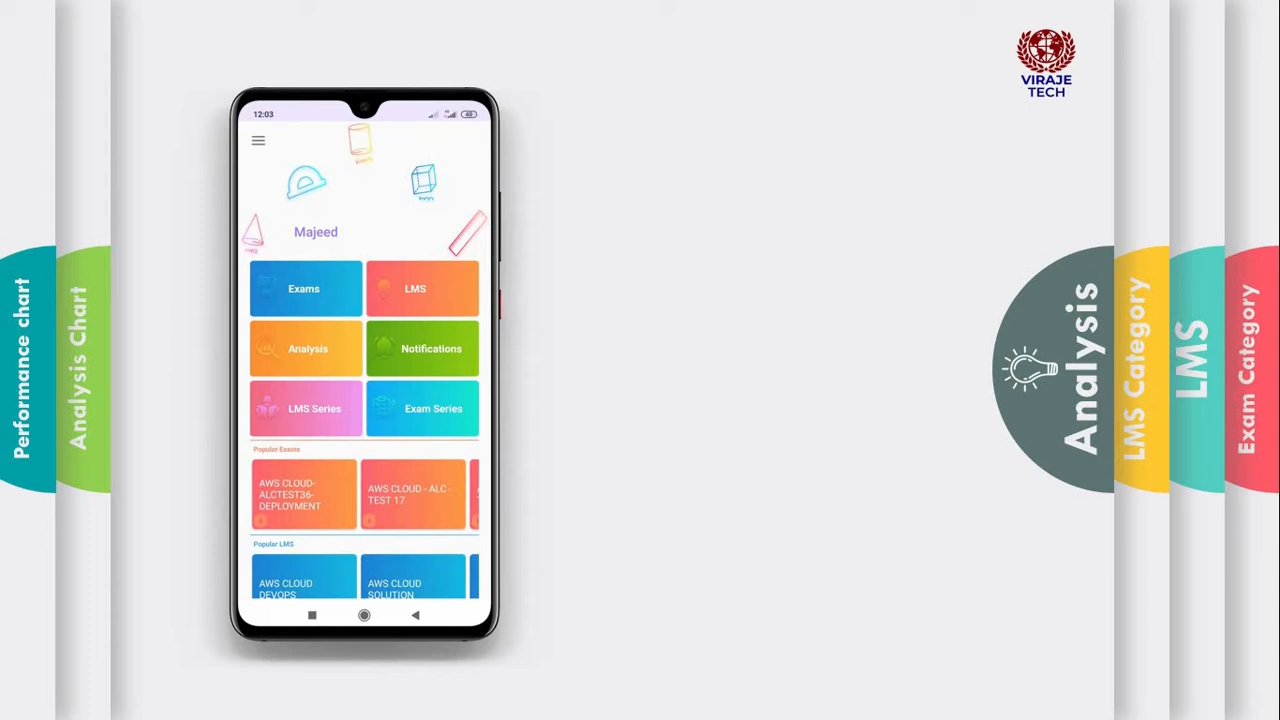 Performance chart
Analysis Chart
VIRAJE
TECH
12:03
Majeed
Exams
LMS
Analysis
Notifications
LMS Series
Exam Series
Popular Exams
AWS CLOUD-
ALCTEST36-
DEPLOYMENT
AWS CLOUD - ALC -
TEST 17
Popular LMS
AWS CLOUD
DEVOPS
AWS CLOUD
SOLUTION
Analysis
LMS Category
LMS
Exam Category